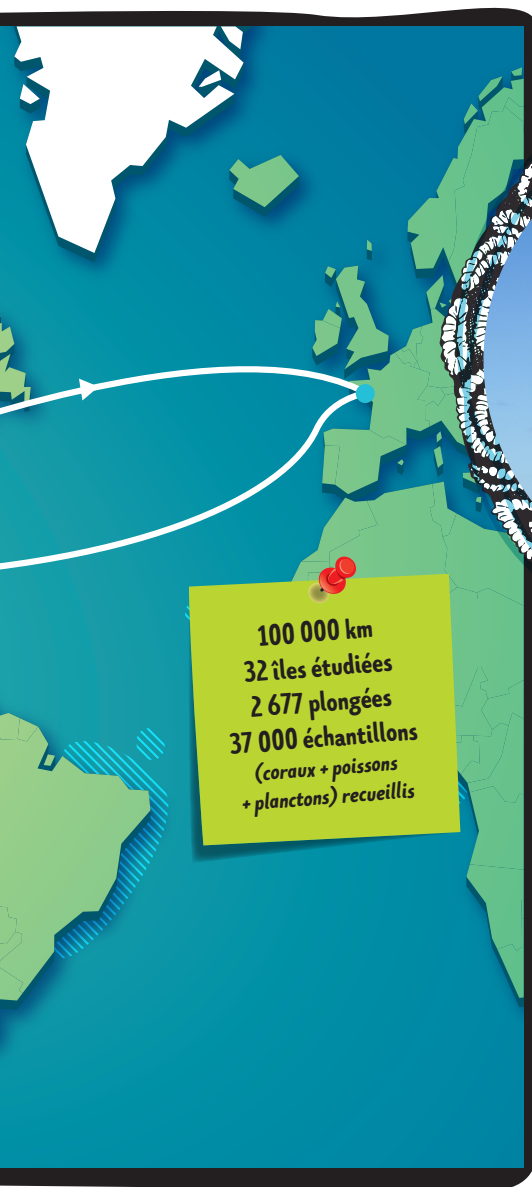 100 000 km
32 îles étudiées
2 677 plongées
37 000 échantillons
(coraux + poissons
+ planctons) recueillis